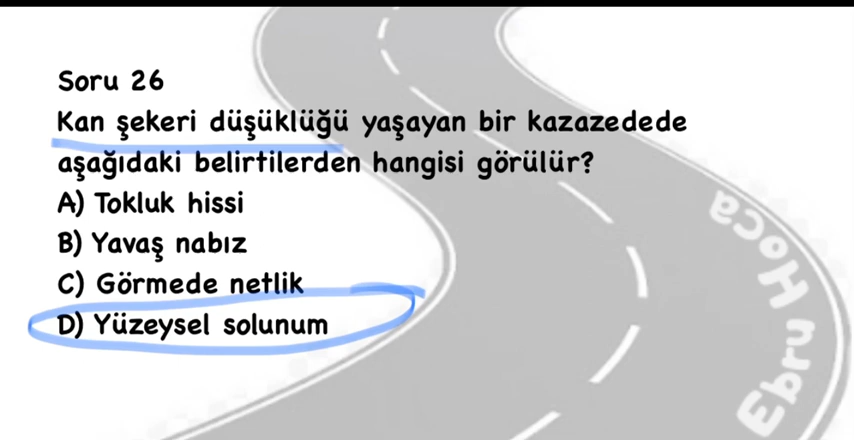 Soru 26
Kan şekeri düşüklüğü yaşayan bir kazazedede
aşağıdaki belirtilerden hangisi görülür?
A) Tokluk hissi
B) Yavaş nabız
C) Görmede netlik
D) Yüzeysel solunum
Ebru Hoca